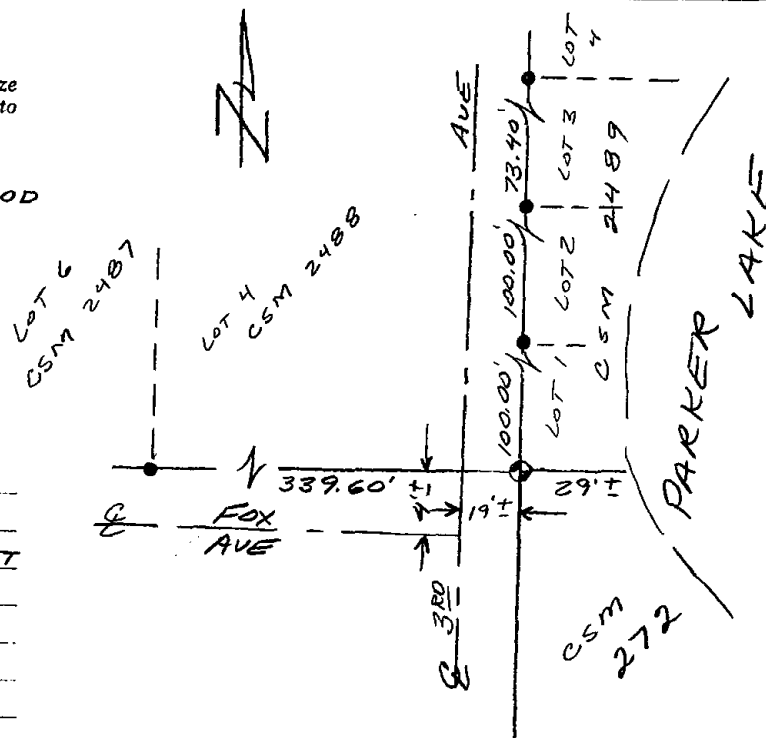 ze
to
OD
T
N
LOT 6
CSM 2487
LOT 4
CSM 2488
AVE
LOT 4
LOT 3
73.40'
CSM 2489
LOT 2
100.00'
LOT 1
100.00'
PARKER LAKE
339.60'
19'±
29'±
℄ FOX AVE
℄ 3RD
CSM
272